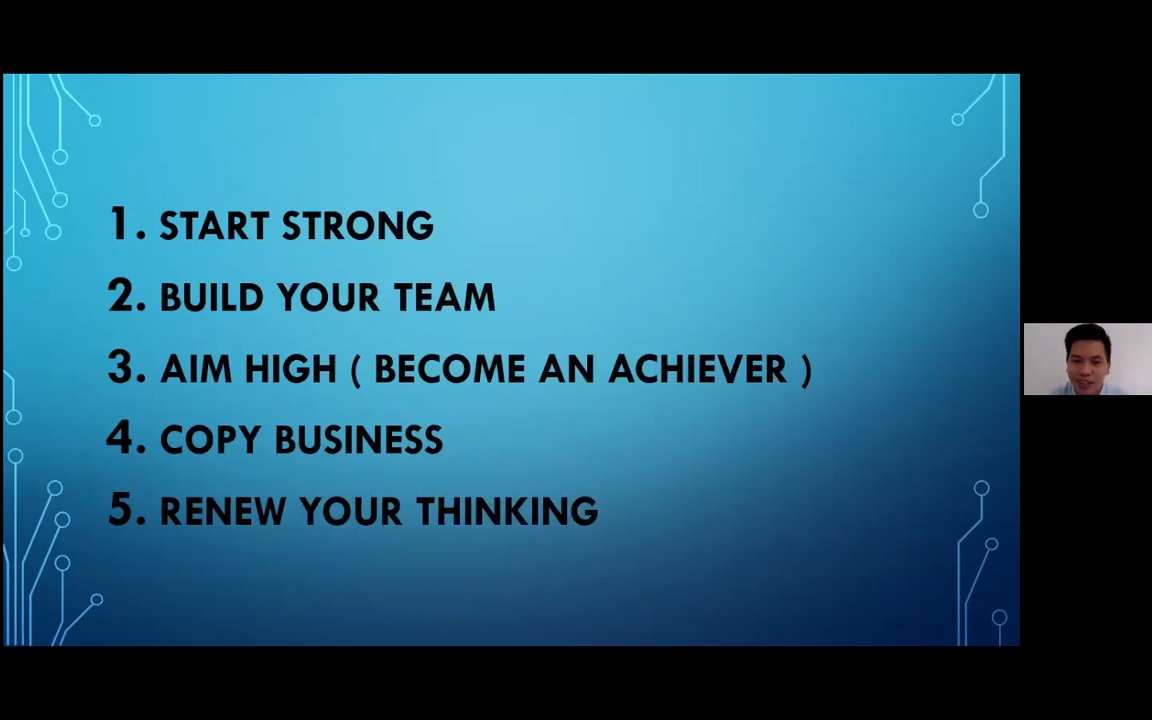 1. START STRONG
2. BUILD YOUR TEAM
3. AIM HIGH ( BECOME AN ACHIEVER )
4. COPY BUSINESS
5. RENEW YOUR THINKING